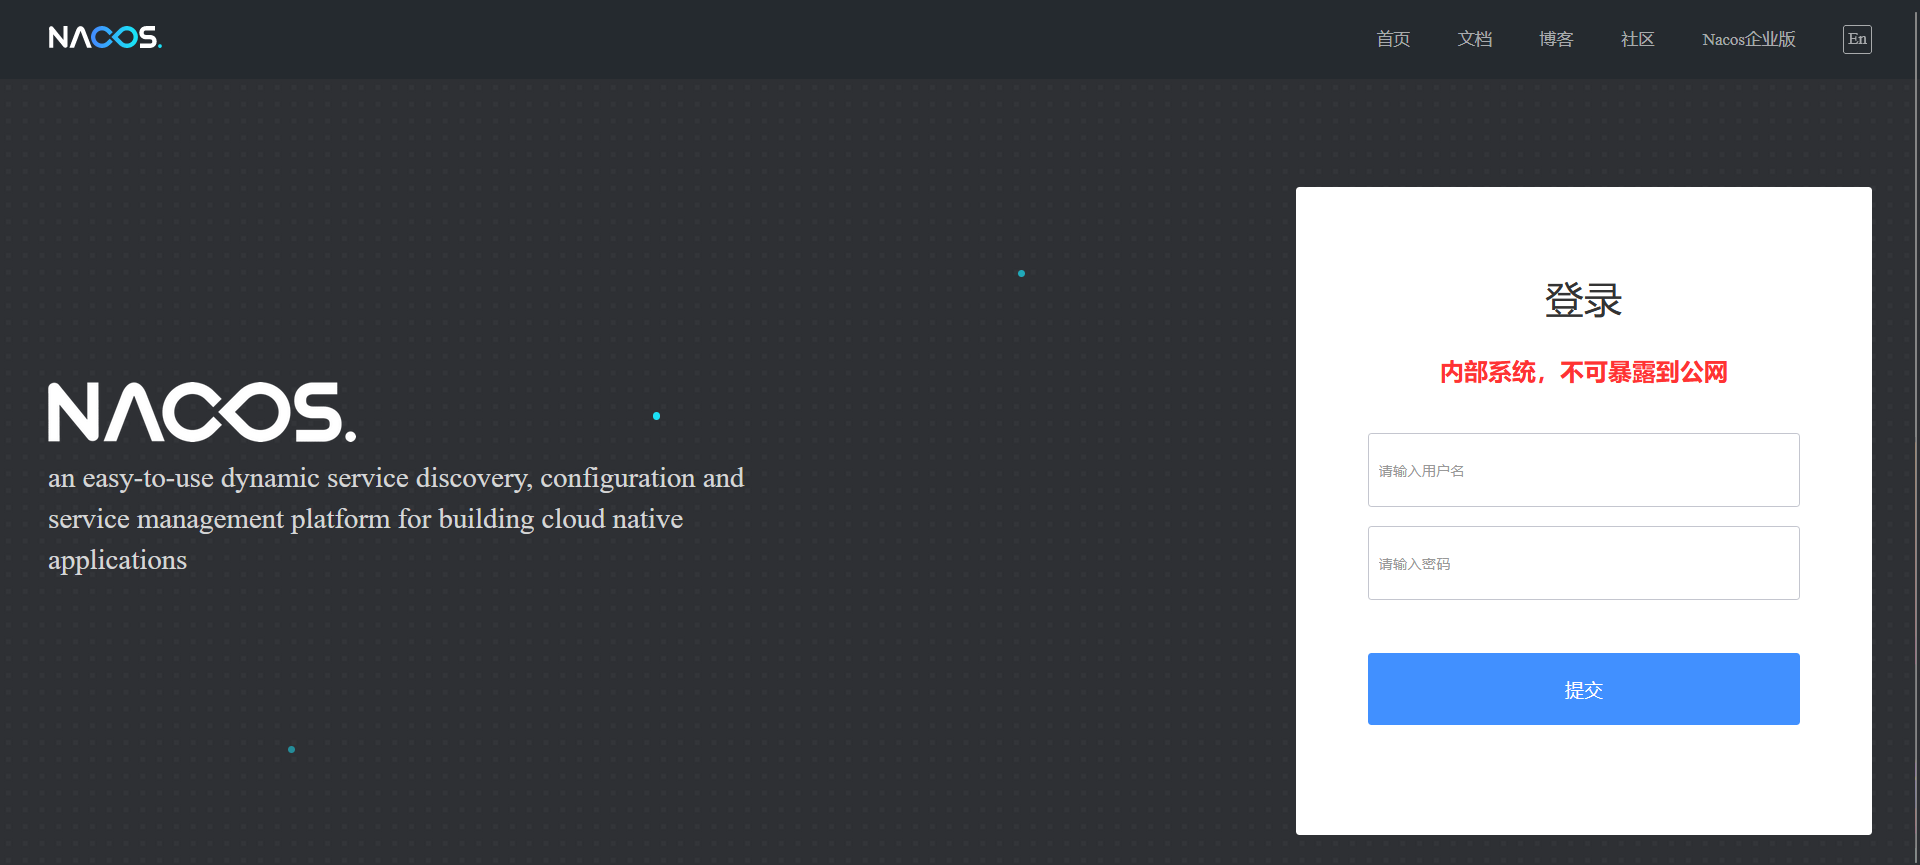 NACOS.
首页 文档 博客 社区 Nacos企业版 En
NACOS.
an easy-to-use dynamic service discovery, configuration and
service management platform for building cloud native
applications
登录
内部系统，不可暴露到公网
请输入用户名
请输入密码
提交